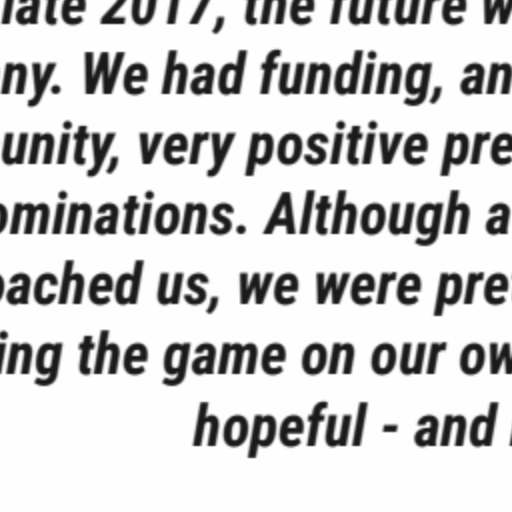 late 2017, the future w
ny. We had funding, an
unity, very positive pre
ominations. Although a
oached us, we were pre
ing the game on our ow
hopeful - and